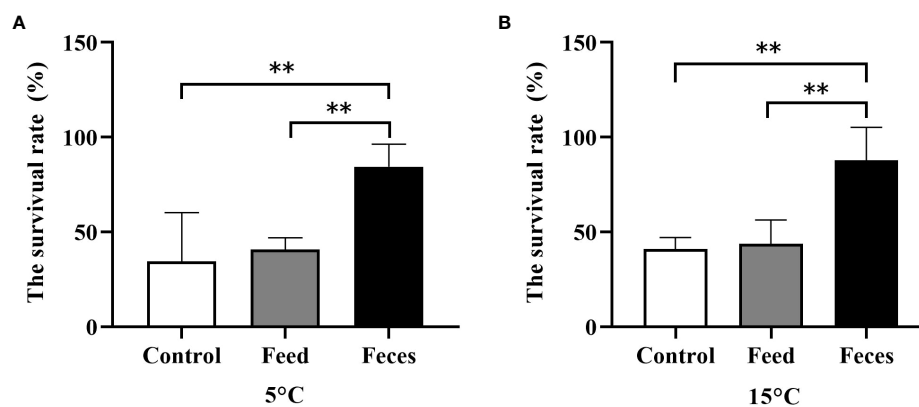 A
The survivual rate (%)
150
100
50
0
**
**
Control Feed Feces
5°C
B
The survivual rate (%)
150
100
50
0
**
**
Control Feed Feces
15°C